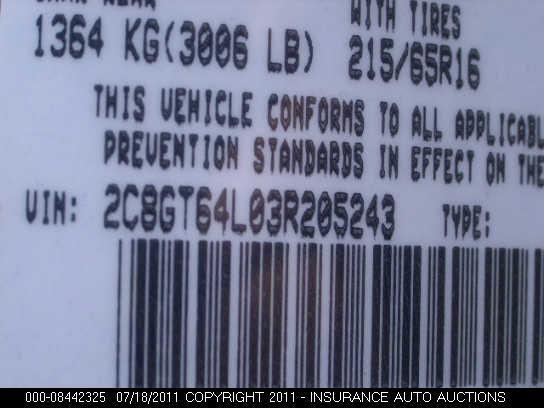 WITH TIRES
1364 KG(3006 LB) 215/65R16
THIS VEHICLE CONFORMS TO ALL APPLICABL
PREVENTION STANDARDS IN EFFECT ON THE
VIN: 2C8GT64L03R205243 TYPE:
000-08442325 07/18/2011 COPYRIGHT 2011 - INSURANCE AUTO AUCTIONS